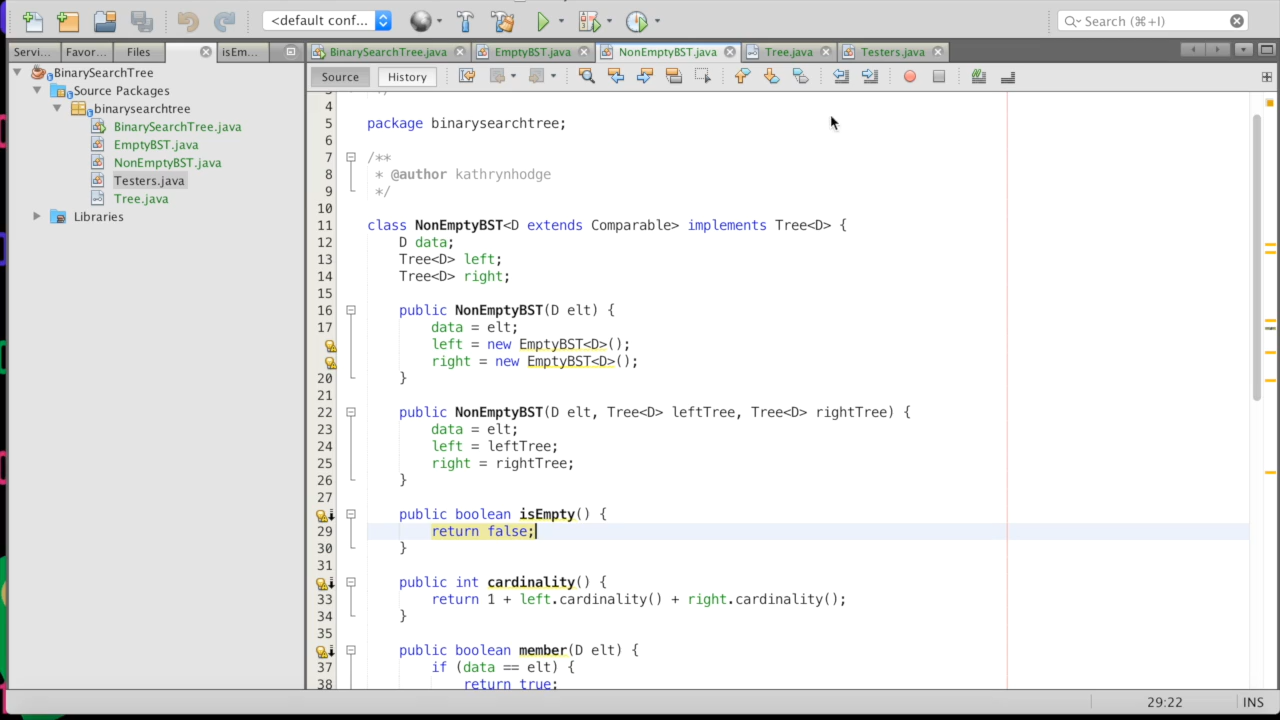 <default conf...
Search (⌘+I)
Servi...
Favor...
Files
isEm...
BinarySearchTree.java
EmptyBST.java
NonEmptyBST.java
Tree.java
Testers.java
BinarySearchTree
Source Packages
binarysearchtree
BinarySearchTree.java
EmptyBST.java
NonEmptyBST.java
Testers.java
Tree.java
Libraries
Source
History
4
5 package binarysearchtree;
6
7 /**
8 * @author kathrynhodge
9 */
10
11 class NonEmptyBST<D extends Comparable> implements Tree<D> {
12 D data;
13 Tree<D> left;
14 Tree<D> right;
15
16 public NonEmptyBST(D elt) {
17 data = elt;
left = new EmptyBST<D>();
right = new EmptyBST<D>();
20 }
21
22 public NonEmptyBST(D elt, Tree<D> leftTree, Tree<D> rightTree) {
23 data = elt;
24 left = leftTree;
25 right = rightTree;
26 }
27
public boolean isEmpty() {
29 return false;
30 }
31
public int cardinality() {
33 return 1 + left.cardinality() + right.cardinality();
34 }
35
public boolean member(D elt) {
37 if (data == elt) {
38 return true;
29:22
INS